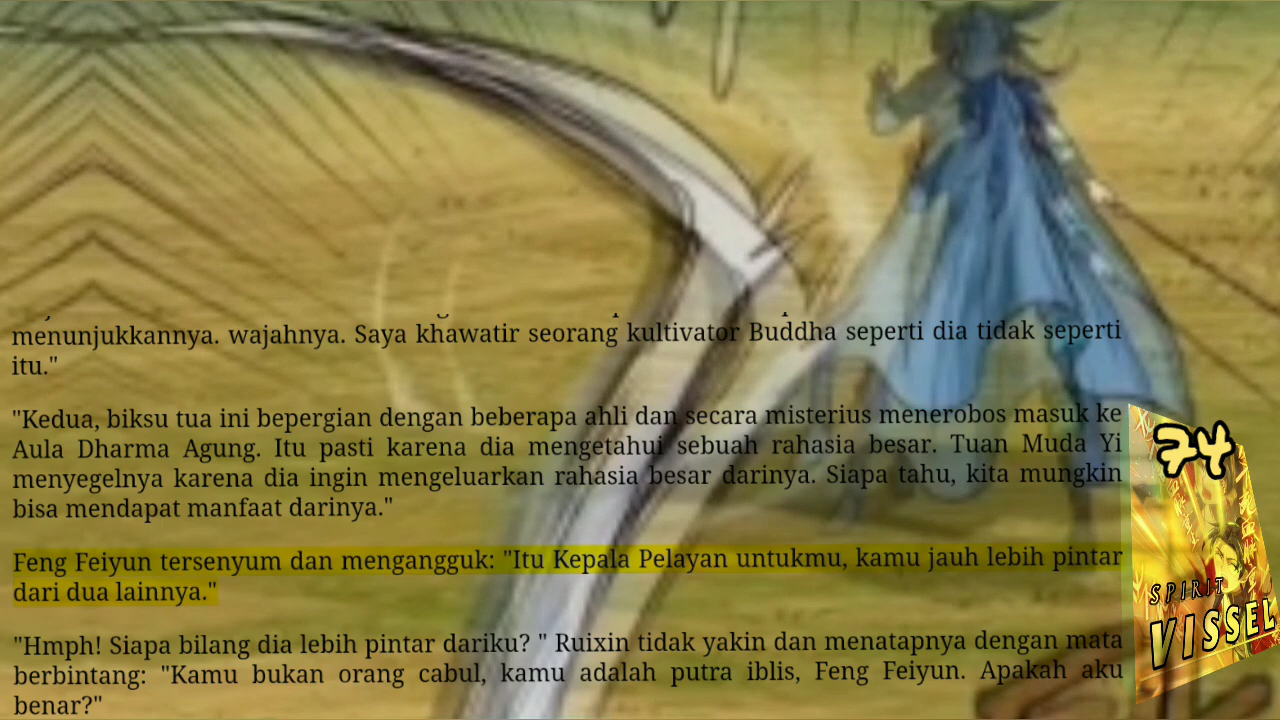 menunjukkannya. wajahnya. Saya khawatir seorang kultivator Buddha seperti dia tidak seperti
itu."
"Kedua, biksu tua ini bepergian dengan beberapa ahli dan secara misterius menerobos masuk ke
Aula Dharma Agung. Itu pasti karena dia mengetahui sebuah rahasia besar. Tuan Muda Yi
menyegelnya karena dia ingin mengeluarkan rahasia besar darinya. Siapa tahu, kita mungkin
bisa mendapat manfaat darinya."
Feng Feiyun tersenyum dan mengangguk: "Itu Kepala Pelayan untukmu, kamu jauh lebih pintar
dari dua lainnya."
"Hmph! Siapa bilang dia lebih pintar dariku? " Ruixin tidak yakin dan menatapnya dengan mata
berbintang: "Kamu bukan orang cabul, kamu adalah putra iblis, Feng Feiyun. Apakah aku
benar?"
74
SPIRIT
VISSEL